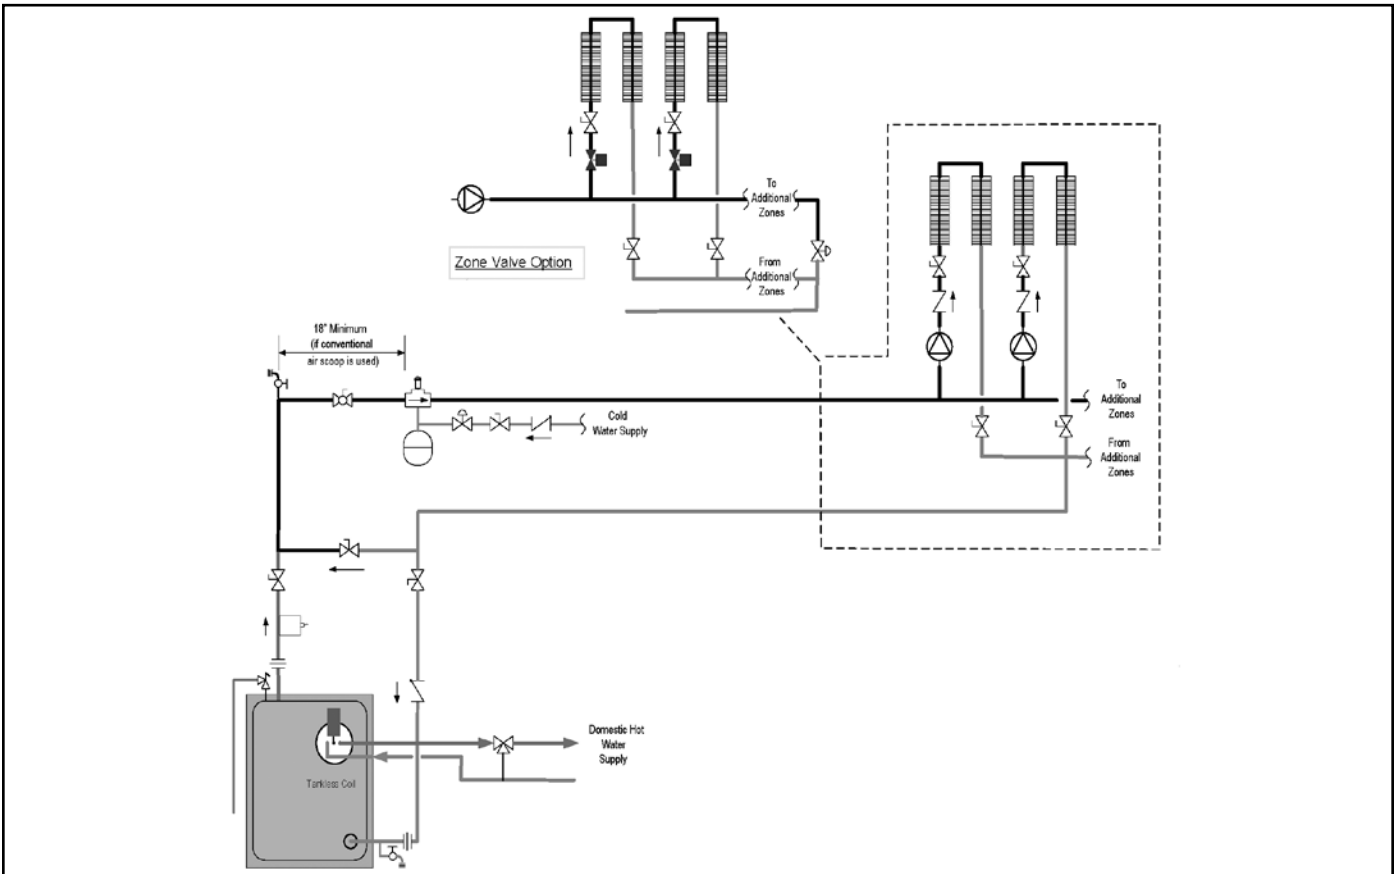 To
Additional
Zones
Zone Valve Option
From
Additional
Zones
18" Minimum
(if conventional
air scoop is used)
Cold
Water Supply
To
Additional
Zones
From
Additional
Zones
Domestic Hot
Water
Supply
Tankless Coil